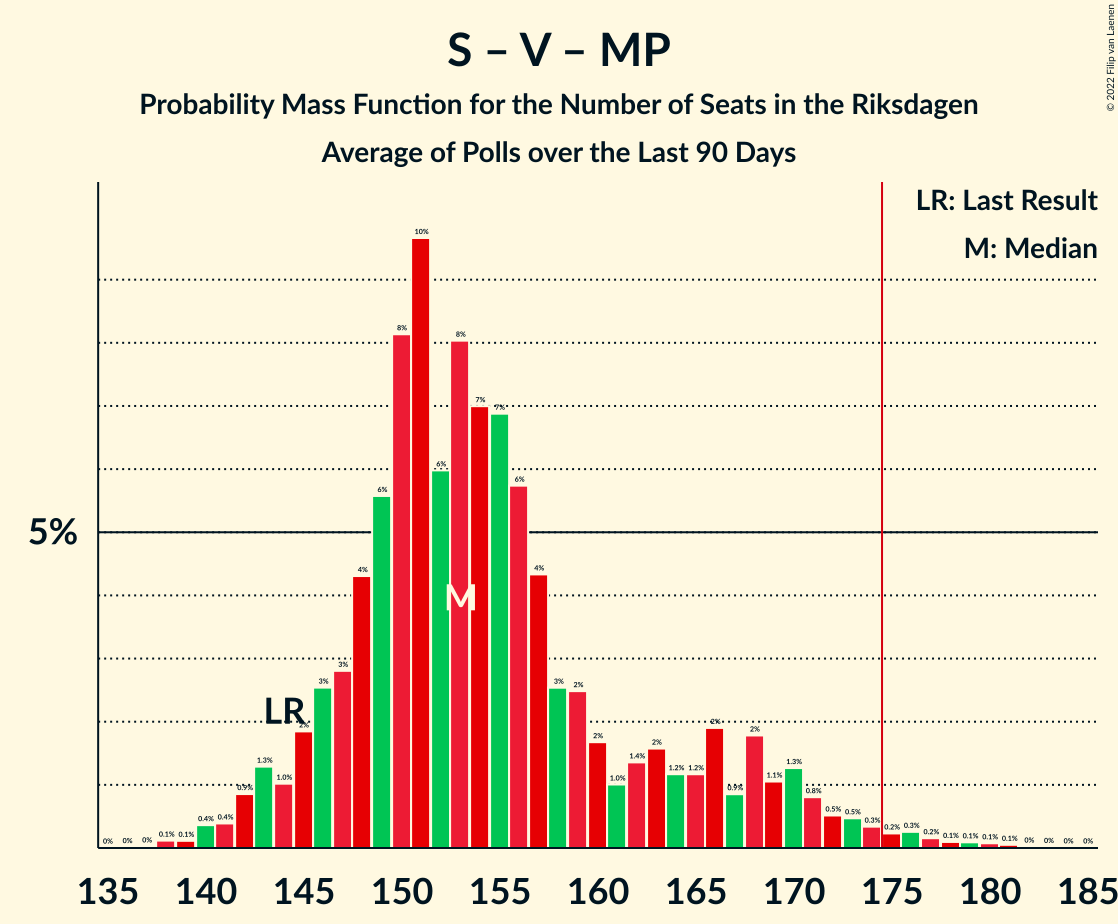 S – V – MP
Probability Mass Function for the Number of Seats in the Riksdagen
Average of Polls over the Last 90 Days
© 2022 Filip van Laenen
LR: Last Result
M: Median
5%
LR
M
0% 0% 0% 0.1% 0.1% 0.4% 0.4% 0.9% 1.3% 1.0% 2% 3% 3% 4% 6% 8% 10% 6% 8% 7% 7% 6% 4% 3% 2% 2% 1.0% 1.4% 2% 1.2% 1.2% 2% 0.9% 2% 1.1% 1.3% 0.8% 0.5% 0.5% 0.3% 0.2% 0.3% 0.2% 0.1% 0.1% 0.1% 0.1% 0% 0% 0% 0%
135 140 145 150 155 160 165 170 175 180 185